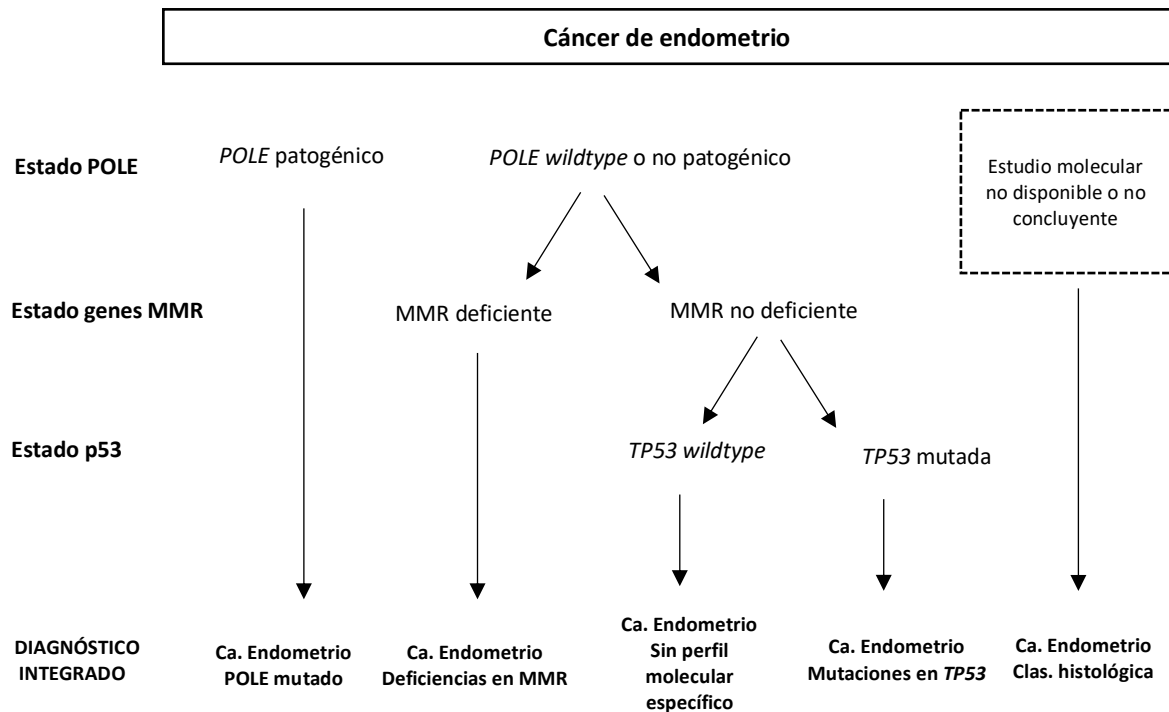 Cáncer de endometrio
Estado POLE
POLE patogénico
POLE wildtype o no patogénico
Estudio molecular
no disponible o no
concluyente
Estado genes MMR
MMR deficiente
MMR no deficiente
Estado p53
TP53 wildtype
TP53 mutada
DIAGNÓSTICO
INTEGRADO
Ca. Endometrio
POLE mutado
Ca. Endometrio
Deficiencias en MMR
Ca. Endometrio
Sin perfil
molecular
específico
Ca. Endometrio
Mutaciones en TP53
Ca. Endometrio
Clas. histológica